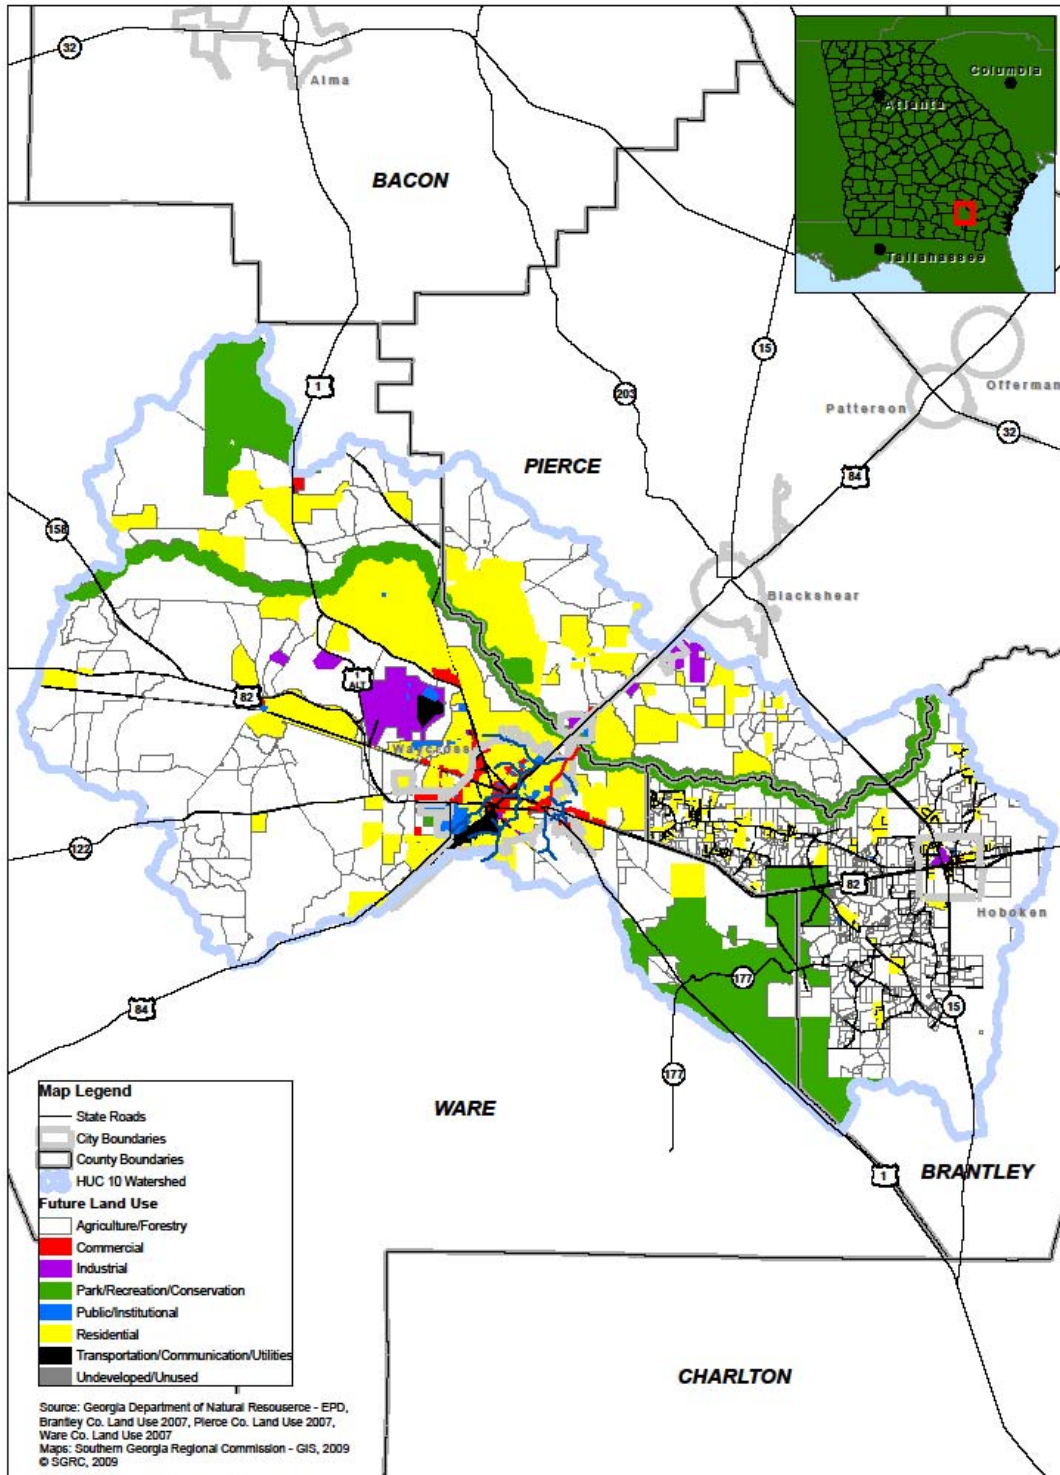 32
Alma
BACON
Columbia
Atlanta
Tallahassee
1
15
203
Offerman
Patterson
32
PIERCE
84
158
Blackshear
1
ALT
82
Waycross
122
82
Hoboken
177
15
84
177
WARE
1
BRANTLEY
CHARLTON
Map Legend
State Roads
City Boundaries
County Boundaries
HUC 10 Watershed
Future Land Use
Agriculture/Forestry
Commercial
Industrial
Park/Recreation/Conservation
Public/Institutional
Residential
Transportation/Communication/Utilities
Undeveloped/Unused
Source: Georgia Department of Natural Resouserce - EPD,
Brantley Co. Land Use 2007, Pierce Co. Land Use 2007,
Ware Co. Land Use 2007
Maps: Southern Georgia Regional Commission - GIS, 2009
© SGRC, 2009